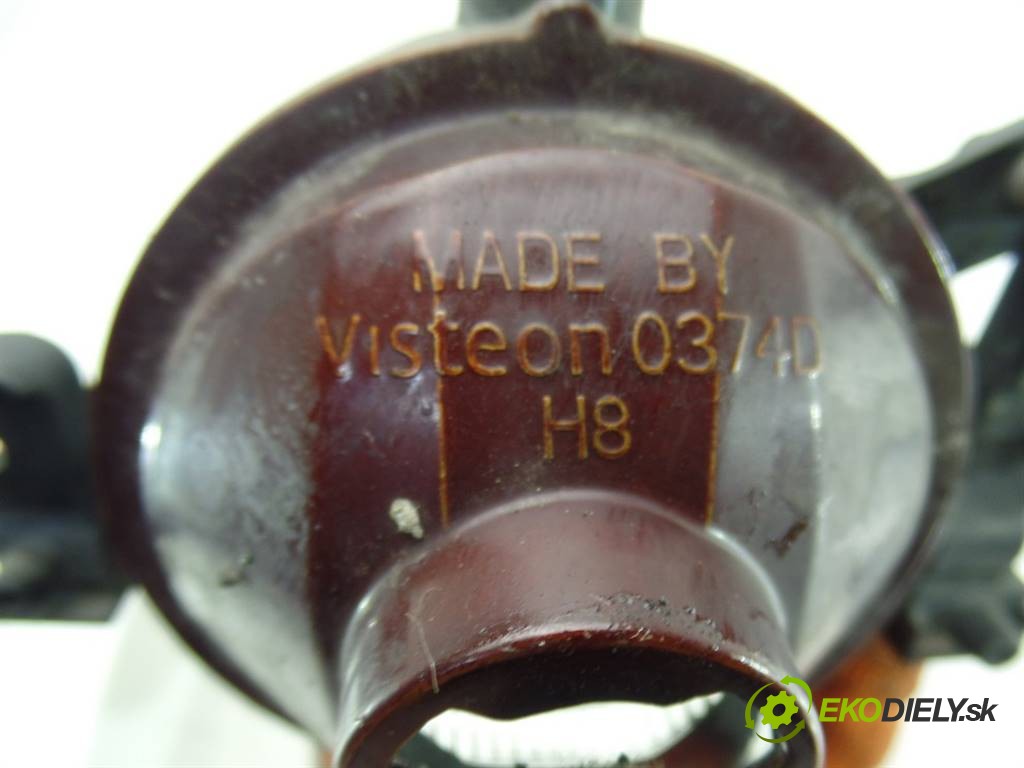 MADE BY
Visteon 0374D
H8
EKODIELY.sk